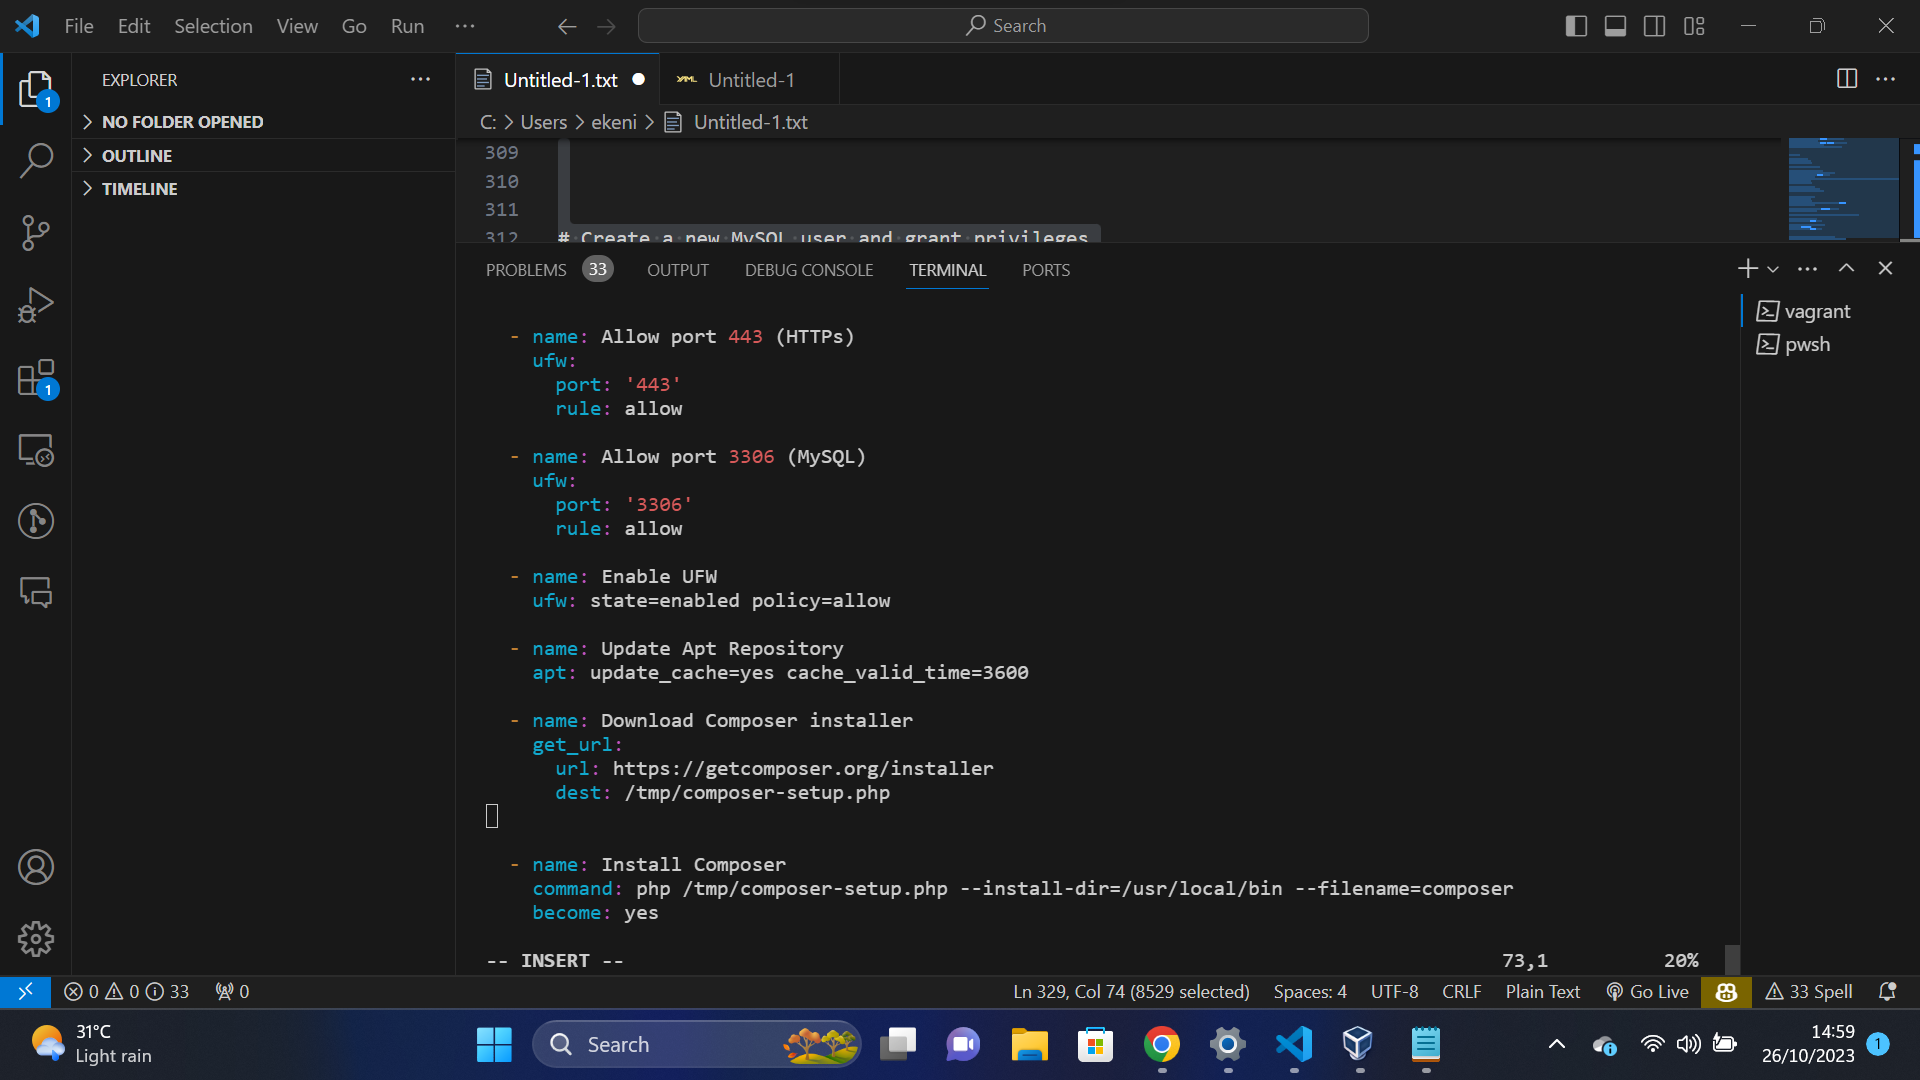 File Edit Selection View Go Run ···
Search
EXPLORER ···
Untitled-1.txt
YAML Untitled-1
NO FOLDER OPENED
OUTLINE
TIMELINE
C: > Users > ekeni > Untitled-1.txt
309
310
311
312 # Create a new MySQL user and grant privileges
PROBLEMS 33 OUTPUT DEBUG CONSOLE TERMINAL PORTS
vagrant
pwsh
- name: Allow port 443 (HTTPs)
ufw:
port: '443'
rule: allow
- name: Allow port 3306 (MySQL)
ufw:
port: '3306'
rule: allow
- name: Enable UFW
ufw: state=enabled policy=allow
- name: Update Apt Repository
apt: update_cache=yes cache_valid_time=3600
- name: Download Composer installer
get_url:
url: https://getcomposer.org/installer
dest: /tmp/composer-setup.php
- name: Install Composer
command: php /tmp/composer-setup.php --install-dir=/usr/local/bin --filename=composer
become: yes
-- INSERT -- 73,1 20%
1
1
0 0 33 0 Ln 329, Col 74 (8529 selected) Spaces: 4 UTF-8 CRLF Plain Text Go Live 33 Spell
31°C
Light rain
Search
14:59
26/10/2023
1